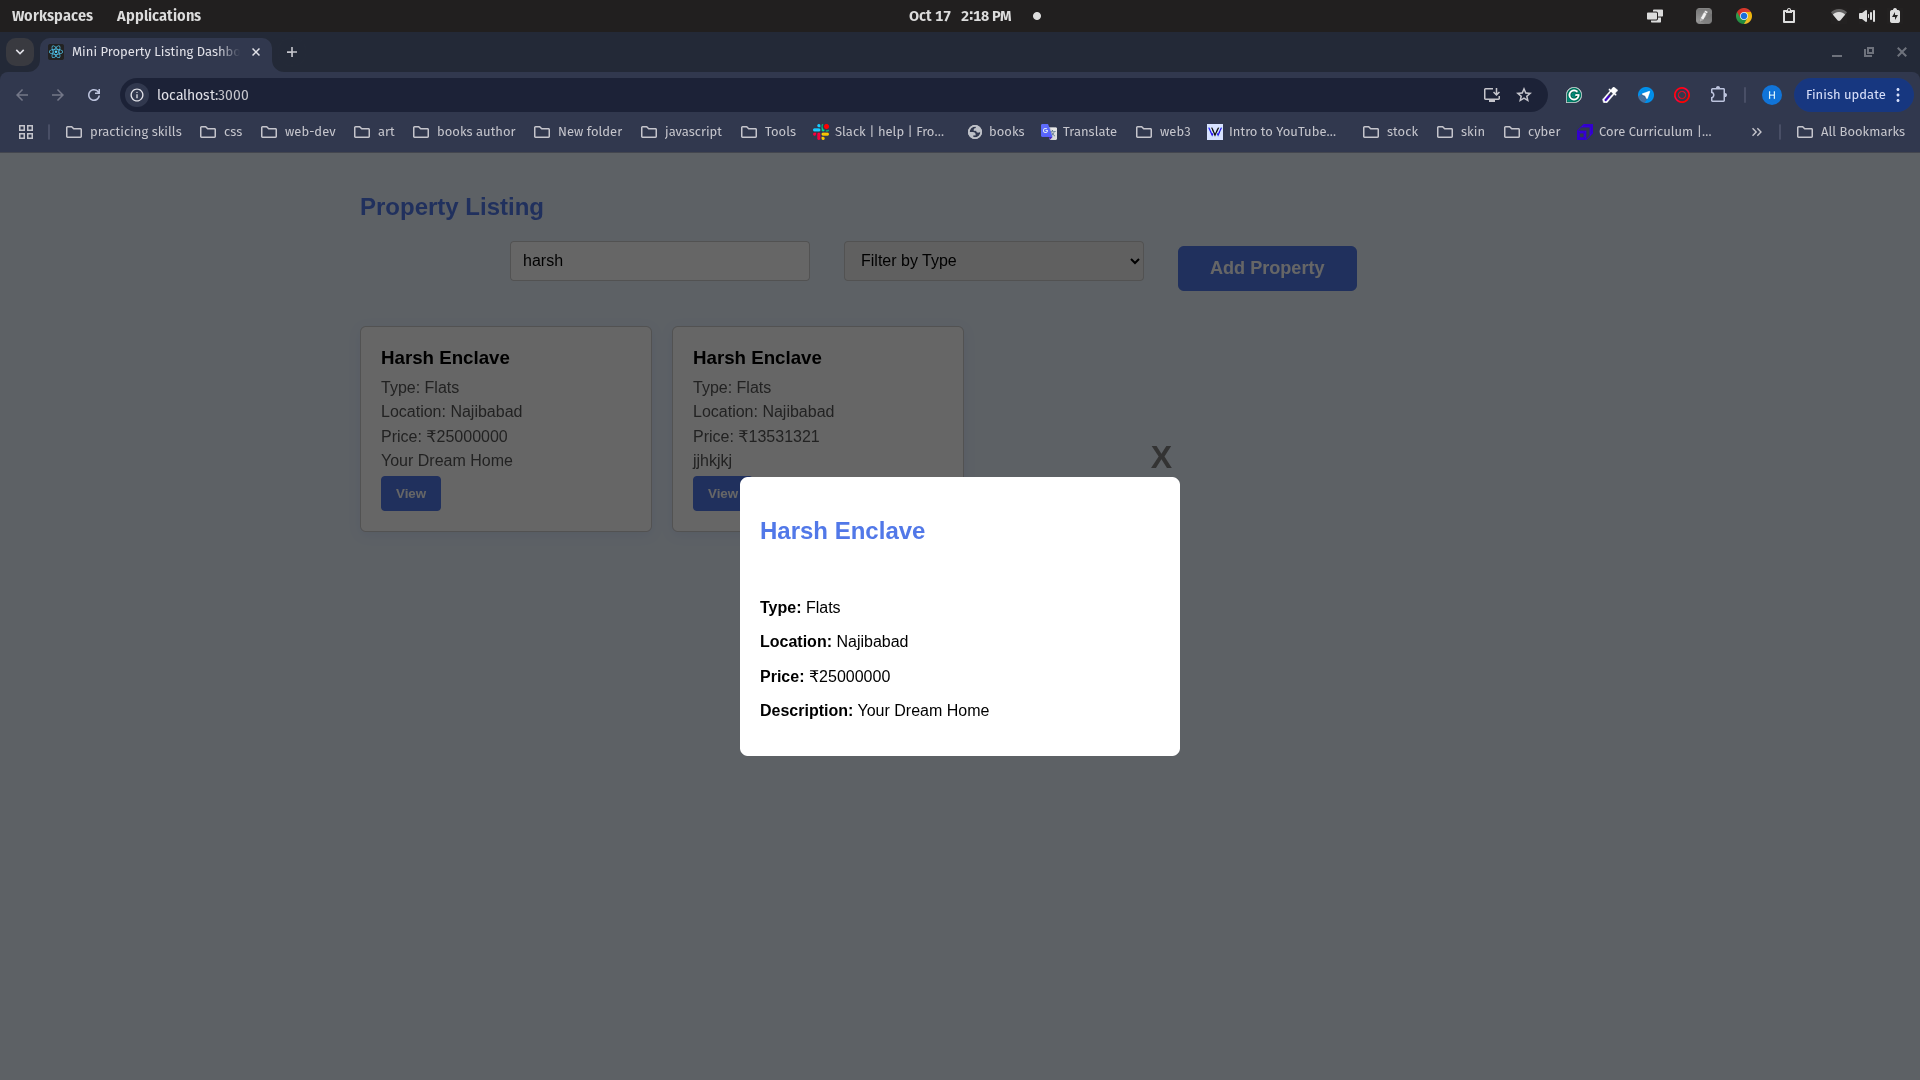 Workspaces Applications Oct 17 2:18 PM
Mini Property Listing Dashbo
localhost:3000 H Finish update
practicing skills css web-dev art books author New folder javascript Tools Slack | help | Fro... books Translate web3 Intro to YouTube... stock skin cyber Core Curriculum |... » All Bookmarks
Property Listing
harsh Filter by Type Add Property
Harsh Enclave
Type: Flats
Location: Najibabad
Price: ₹25000000
Your Dream Home
View
Harsh Enclave
Type: Flats
Location: Najibabad
Price: ₹13531321
jjhkjkj
View
X
Harsh Enclave
Type: Flats
Location: Najibabad
Price: ₹25000000
Description: Your Dream Home